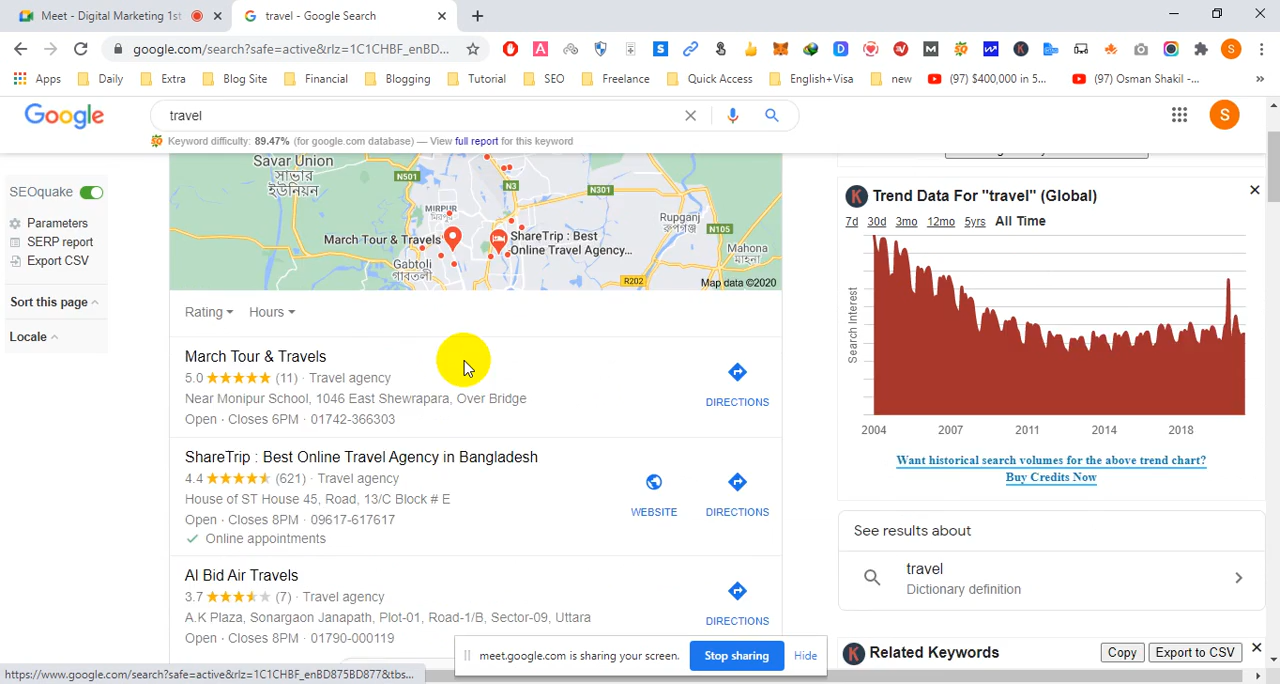 Meet - Digital Marketing 1st
travel - Google Search
google.com/search?safe=active&rlz=1C1CHBF_enBD...
Apps
Daily
Extra
Blog Site
Financial
Blogging
Tutorial
SEO
Freelance
Quick Access
English+Visa
new
(97) $400,000 in 5...
(97) Osman Shakil -...
»
Google
travel
S
Keyword difficulty: 89.47% (for google.com database) — View full report for this keyword
SEOquake
Parameters
SERP report
Export CSV
Sort this page
Locale
Savar Union
সাভার
ইউনিয়ন
N501
N3
N301
MIRPUR
মিরপুর
Rupganj
রূপগঞ্জ
N105
March Tour & Travels
ShareTrip : Best
Online Travel Agency...
Mahona
মাহনা
Gabtoli
গাবতলী
R202
Map data ©2020
Rating
Hours
March Tour & Travels
5.0 (11) · Travel agency
Near Monipur School, 1046 East Shewrapara, Over Bridge
Open · Closes 6PM · 01742-366303
DIRECTIONS
ShareTrip : Best Online Travel Agency in Bangladesh
4.4 (621) · Travel agency
House of ST House 45, Road, 13/C Block # E
Open · Closes 8PM · 09617-617617
Online appointments
WEBSITE
DIRECTIONS
Al Bid Air Travels
3.7 (7) · Travel agency
A.K Plaza, Sonargaon Janapath, Plot-01, Road-1/B, Sector-09, Uttara
Open · Closes 8PM · 01790-000119
DIRECTIONS
Trend Data For "travel" (Global)
7d 30d 3mo 12mo 5yrs All Time
Search Interest
2004 2007 2011 2014 2018
Want historical search volumes for the above trend chart?
Buy Credits Now
See results about
travel
Dictionary definition
Related Keywords
Copy
Export to CSV
meet.google.com is sharing your screen.
Stop sharing
Hide
https://www.google.com/search?safe=active&rlz=1C1CHBF_enBD875BD877&tbs...